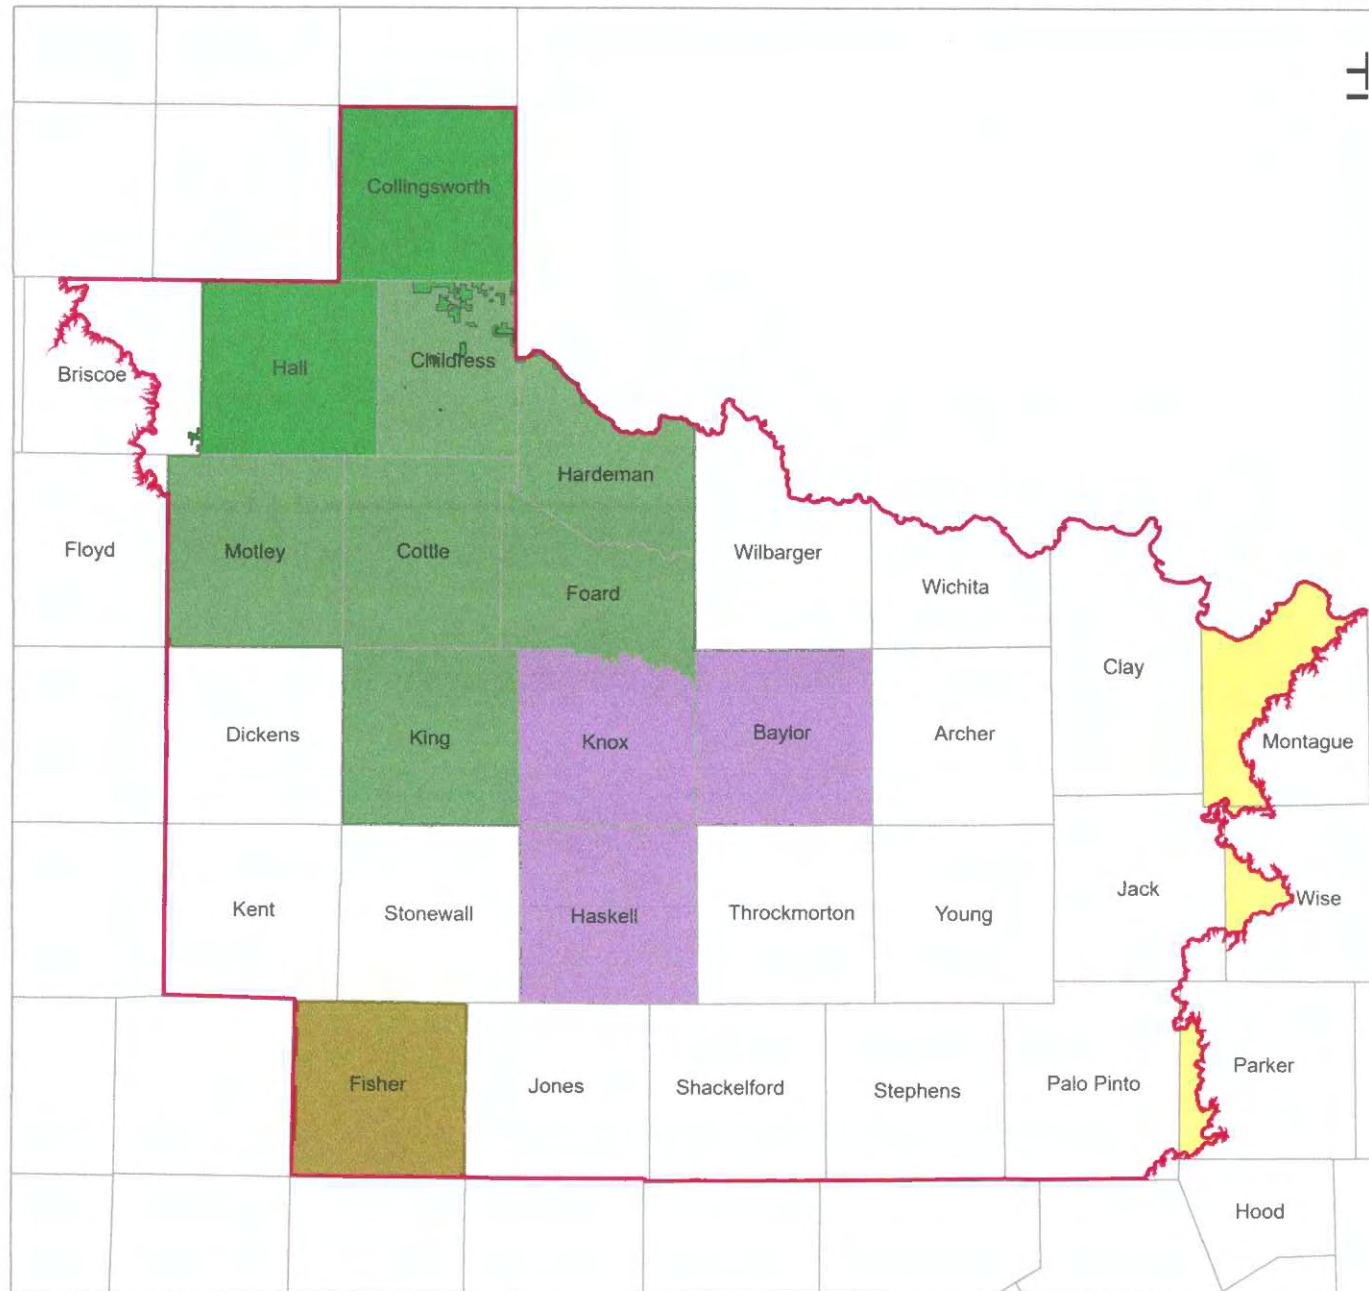 Collingsworth
Briscoe
Hall
Childress
Hardeman
Floyd
Motley
Cottle
Foard
Wilbarger
Wichita
Clay
Montague
Dickens
King
Knox
Baylor
Archer
Kent
Stonewall
Haskell
Throckmorton
Young
Jack
Wise
Fisher
Jones
Shackelford
Stephens
Palo Pinto
Parker
Hood